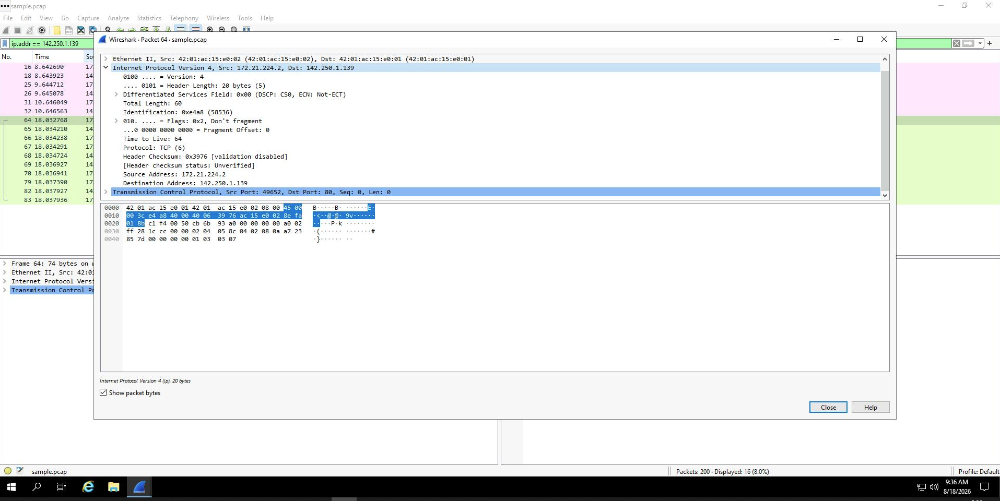 sample.pcap
File Edit View Go Capture Analyze Statistics Telephony Wireless Tools Help
ip.addr == 142.250.1.139
No. Time
16 8.642690 17
18 8.643923 14
25 9.644712 17
26 9.645078 14
31 10.646049 17
32 10.646563 14
64 18.032768 17
65 18.034210 14
66 18.034238 17
67 18.034291 17
68 18.034724 14
69 18.036927 14
70 18.036941 17
79 18.037390 17
82 18.037927 14
83 18.037936 17
Frame 64: 74 bytes on
Ethernet II, Src: 42:01
Internet Protocol Versi
Transmission Control Pr
Wireshark · Packet 64 · sample.pcap
Ethernet II, Src: 42:01:ac:15:e0:02 (42:01:ac:15:e0:02), Dst: 42:01:ac:15:e0:01 (42:01:ac:15:e0:01)
Internet Protocol Version 4, Src: 172.21.224.2, Dst: 142.250.1.139
0100 .... = Version: 4
.... 0101 = Header Length: 20 bytes (5)
Differentiated Services Field: 0x00 (DSCP: CS0, ECN: Not-ECT)
Total Length: 60
Identification: 0xe4a8 (58536)
010. .... = Flags: 0x2, Don't fragment
...0 0000 0000 0000 = Fragment Offset: 0
Time to Live: 64
Protocol: TCP (6)
Header Checksum: 0x3976 [validation disabled]
[Header checksum status: Unverified]
Source Address: 172.21.224.2
Destination Address: 142.250.1.139
Transmission Control Protocol, Src Port: 49652, Dst Port: 80, Seq: 0, Len: 0
0000 42 01 ac 15 e0 01 42 01 ac 15 e0 02 08 00 45 00 B·····B· ······E·
0010 00 3c e4 a8 40 00 40 06 39 76 ac 15 e0 02 8e fa ·<··@·@· 9v······
0020 01 8b c1 f4 00 50 cb 6b 93 a0 00 00 00 00 a0 02 ·····P·k ········
0030 ff 28 1c cc 00 00 02 04 05 8c 04 02 08 0a a7 23 ·(······ ·······#
0040 85 7d 00 00 00 00 01 03 03 07 ·}······ ··
Internet Protocol Version 4 (ip), 20 bytes
Show packet bytes
Close Help
sample.pcap
Packets: 200 · Displayed: 16 (8.0%)
Profile: Default
9:36 AM
8/18/2026